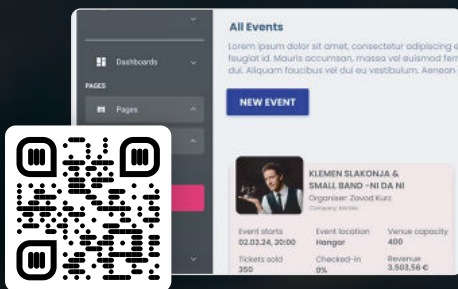 Dashboards
PAGES
Pages
All Events
Lorem ipsum dolor sit amet, consectetur adipiscing
feugiat id. Mauris accumsan, massa vel euismod
dui. Aliquam faucibus vel dui eu vestibulum. Aenean
NEW EVENT
KLEMEN SLAKONJA &
SMALL BAND -NI DA NI
Organiser: Zavod Kurz
Event starts
02.03.24, 20:00
Event location
Hangar
Venue capacity
400
Tickets sold
350
Checked-in
0%
Revenue
3.503,56 €